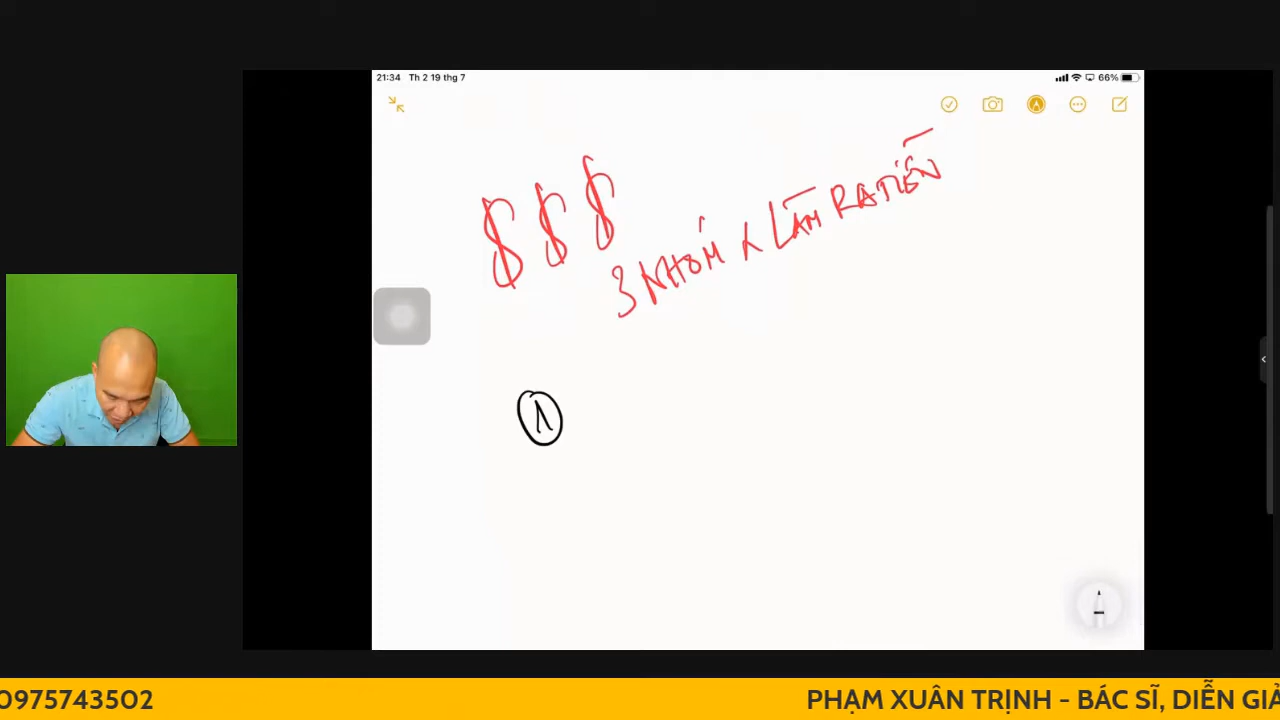 21:34 Th 2 19 thg 7
66%
$ $ $
3 NHÓM LÀM RA TIỀN
1
0975743502
PHẠM XUÂN TRỊNH - BÁC SĨ, DIỄN GIẢ